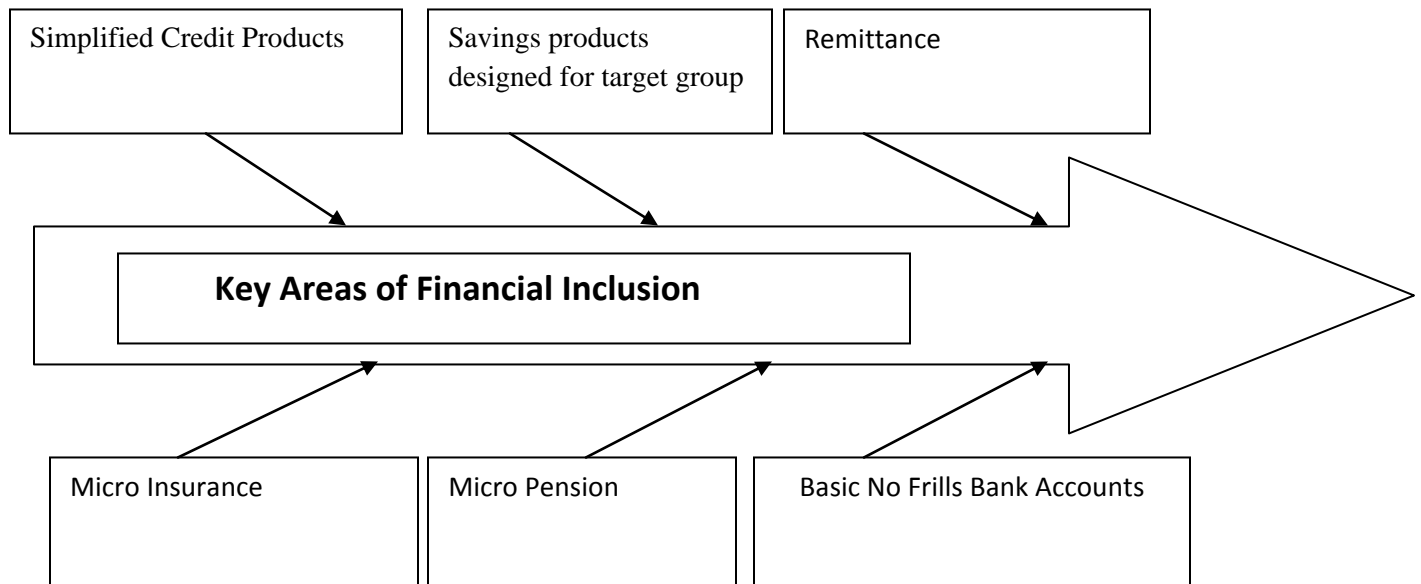 Simplified Credit Products
Savings products
designed for target group
Remittance
Key Areas of Financial Inclusion
Micro Insurance
Micro Pension
Basic No Frills Bank Accounts